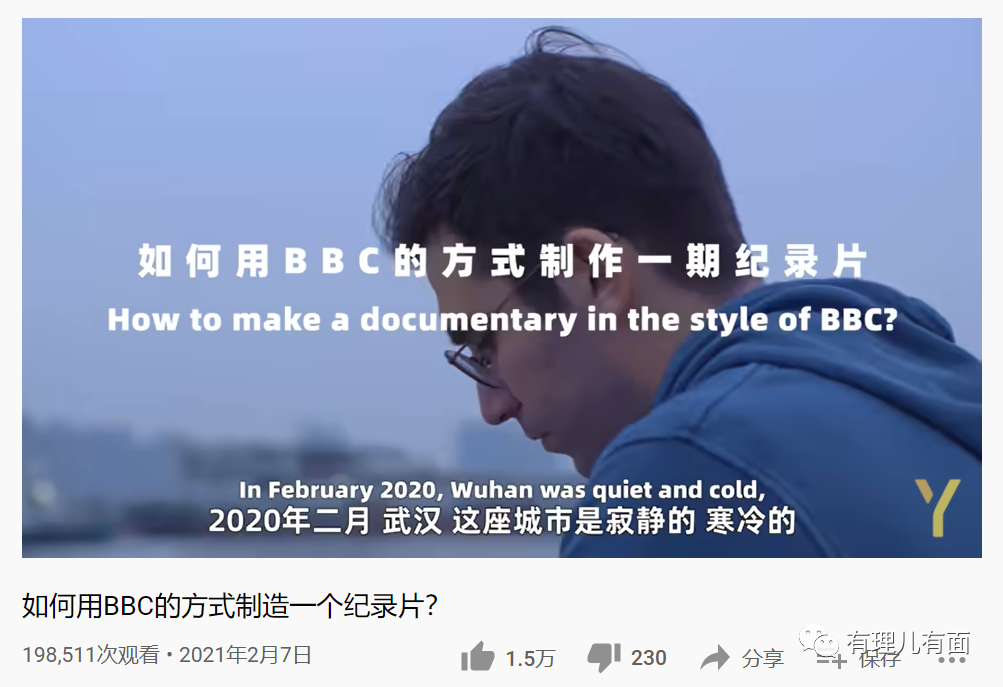 如何用BBC的方式制作一期纪录片
How to make a documentary in the style of BBC?
In February 2020, Wuhan was quiet and cold,
2020年二月 武汉 这座城市是寂静的 寒冷的
Y
如何用BBC的方式制造一个纪录片?
198,511次观看 • 2021年2月7日
1.5万 230 分享 保存
有理儿有面